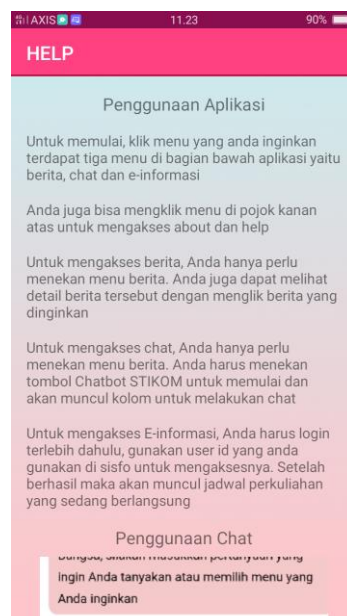 AXIS
11.23
90%
HELP
Penggunaan Aplikasi
Untuk memulai, klik menu yang anda inginkan
terdapat tiga menu di bagian bawah aplikasi yaitu
berita, chat dan e-informasi
Anda juga bisa mengklik menu di pojok kanan
atas untuk mengakses about dan help
Untuk mengakses berita, Anda hanya perlu
menekan menu berita. Anda juga dapat melihat
detail berita tersebut dengan menglik berita yang
dinginkan
Untuk mengakses chat, Anda hanya perlu
menekan menu berita. Anda harus menekan
tombol Chatbot STIKOM untuk memulai dan
akan muncul kolom untuk melakukan chat
Untuk mengakses E-informasi, Anda harus login
terlebih dahulu, gunakan user id yang anda
gunakan di sisfo untuk mengaksesnya. Setelah
berhasil maka akan muncul jadwal perkuliahan
yang sedang berlangsung
Penggunaan Chat
Bangsa, silakan masukkan pertanyaan yang
ingin Anda tanyakan atau memilih menu yang
Anda inginkan